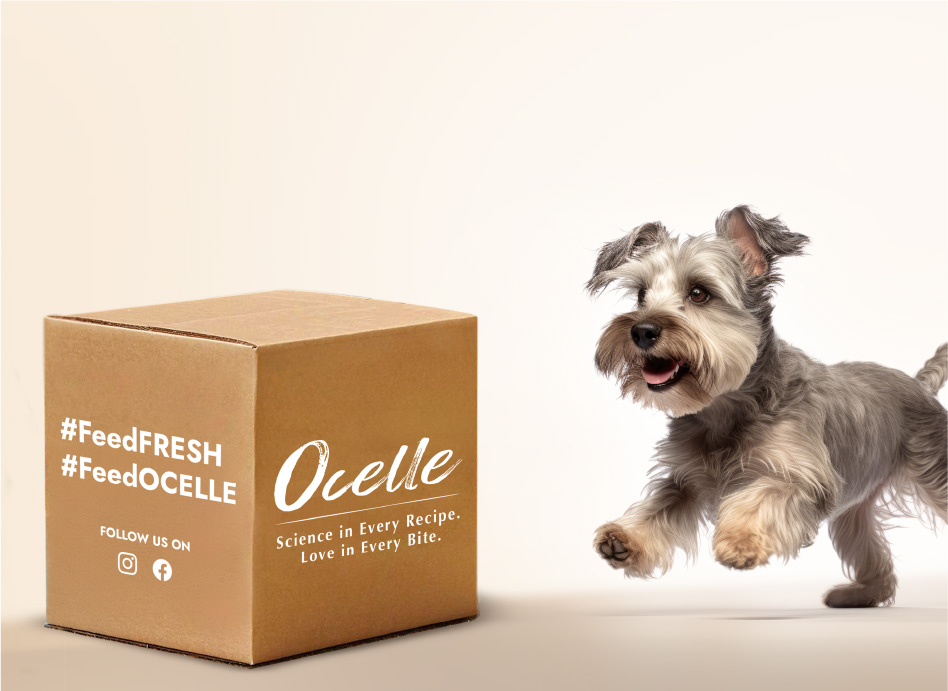 #FeedFRESH
#FeedOCELLE
FOLLOW US ON
Ocelle
Science in Every Recipe.
Love in Every Bite.